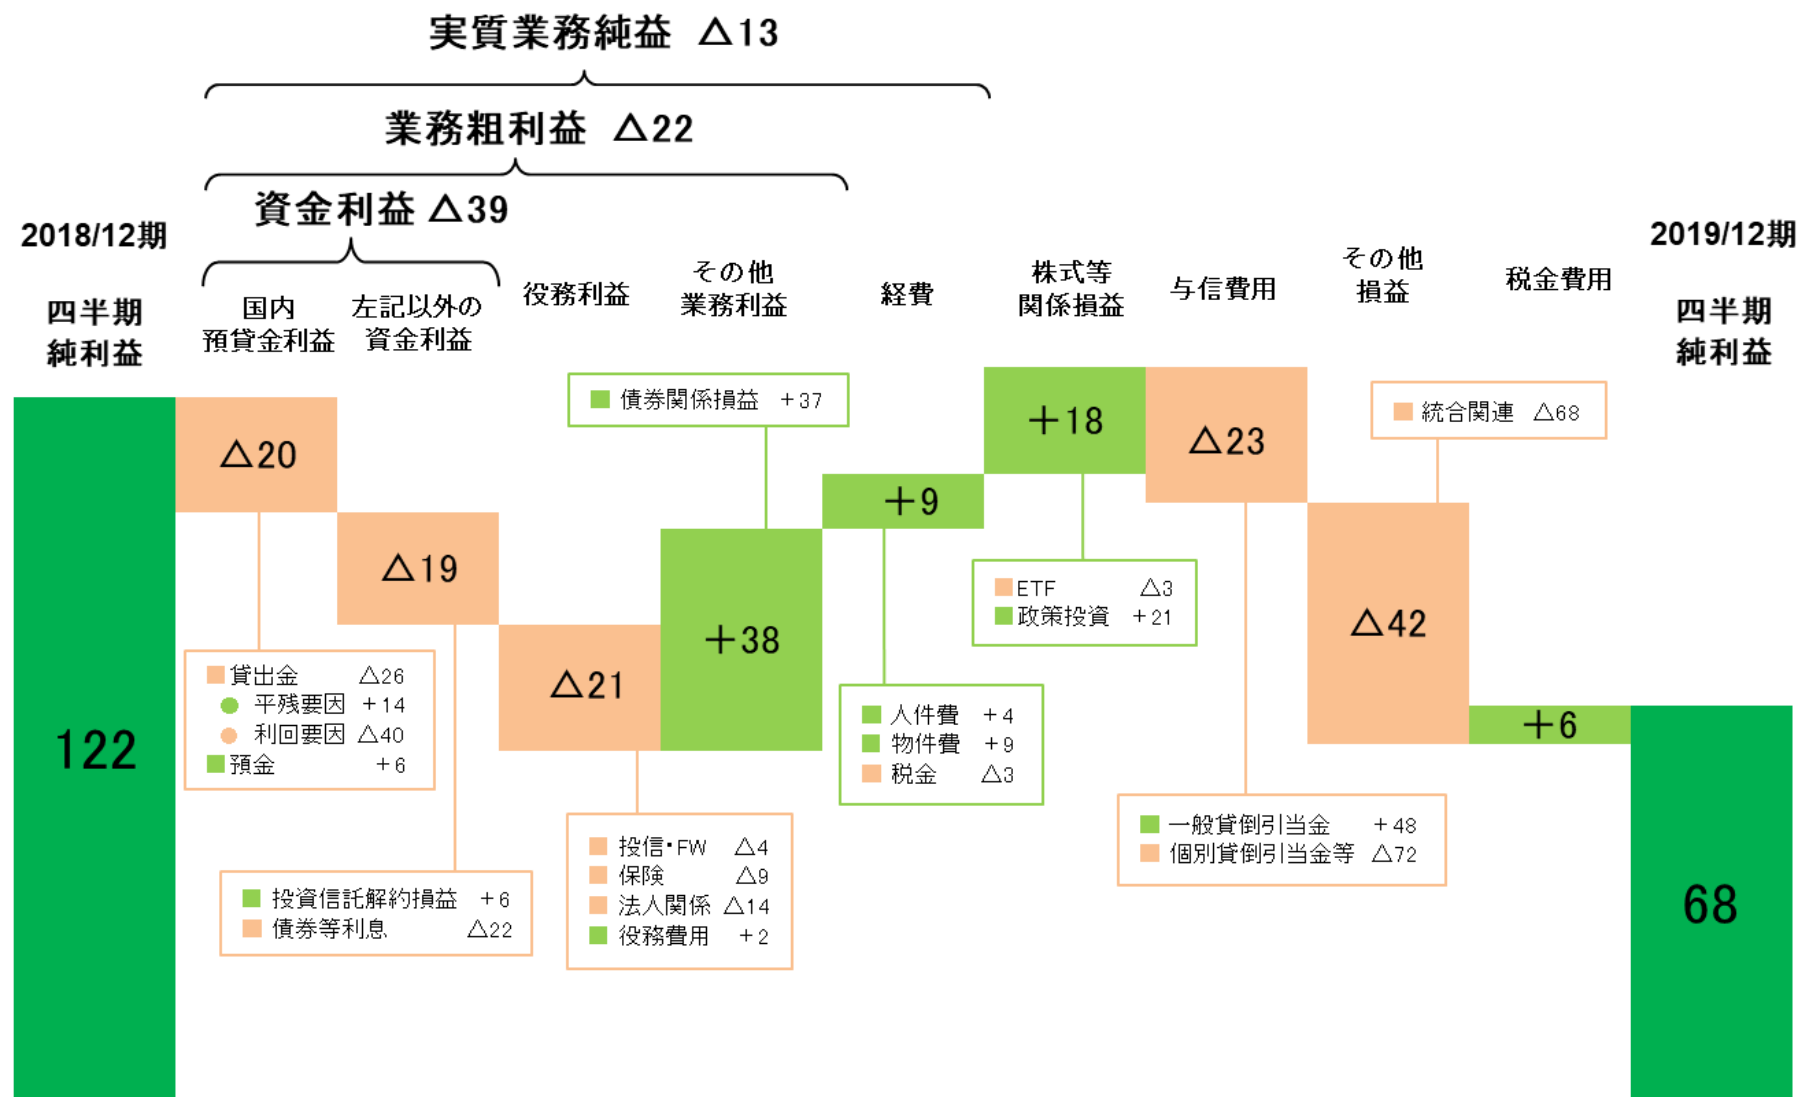 実質業務純益 △13
業務粗利益 △22
資金利益 △39
2018/12期
四半期
純利益
国内
預貸金利益
左記以外の
資金利益
役務利益
その他
業務利益
経費
株式等
関係損益
与信費用
その他
損益
税金費用
2019/12期
四半期
純利益
122
△20
△19
△21
+38
+9
+18
△23
△42
+6
68
債券関係損益 +37
統合関連 △68
ETF △3
政策投資 +21
貸出金 △26
平残要因 +14
利回要因 △40
預金 +6
人件費 +4
物件費 +9
税金 △3
投信・FW △4
保険 △9
法人関係 △14
役務費用 +2
一般貸倒引当金 +48
個別貸倒引当金等 △72
投資信託解約損益 +6
債券等利息 △22